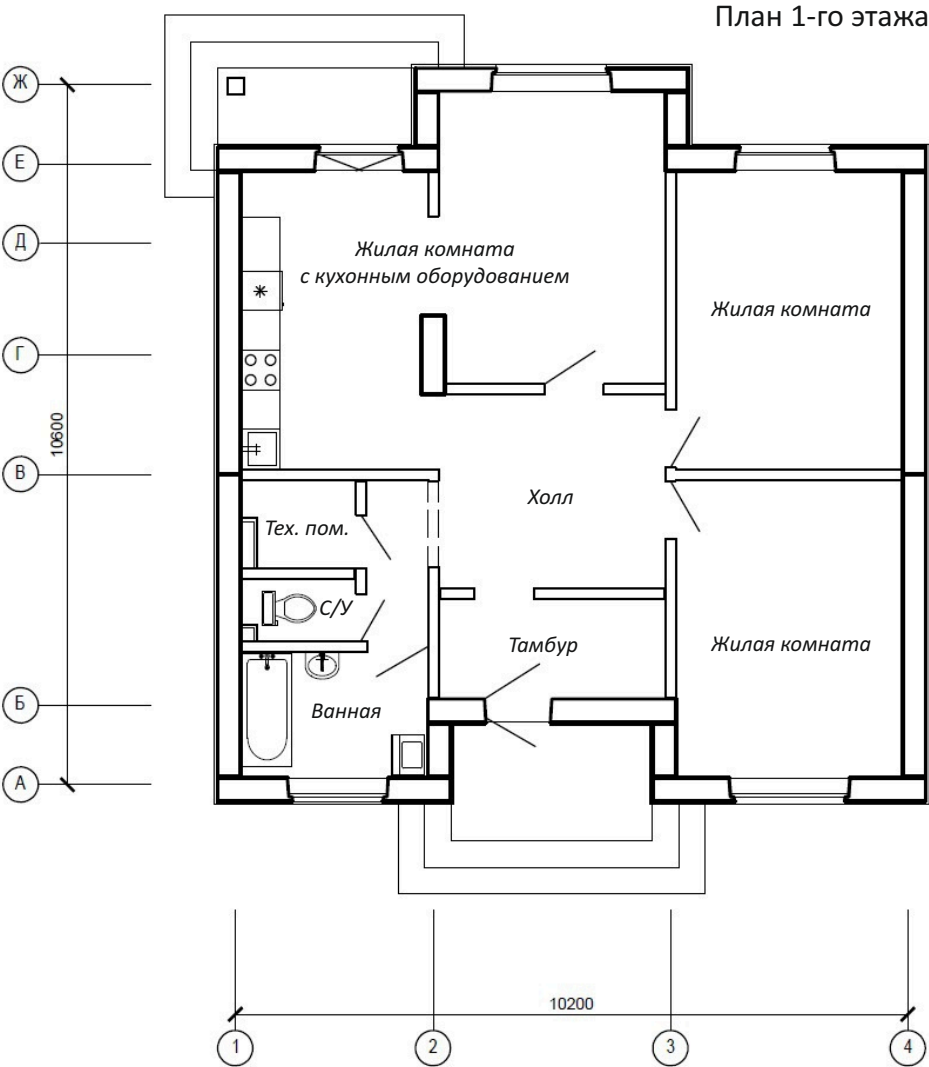 План 1-го этажа
Ж
Е
Д
Г
В
Б
А
10600
Жилая комната
с кухонным оборудованием
Жилая комната
Холл
Тех. пом.
С/У
Тамбур
Жилая комната
Ванная
10200
1
2
3
4